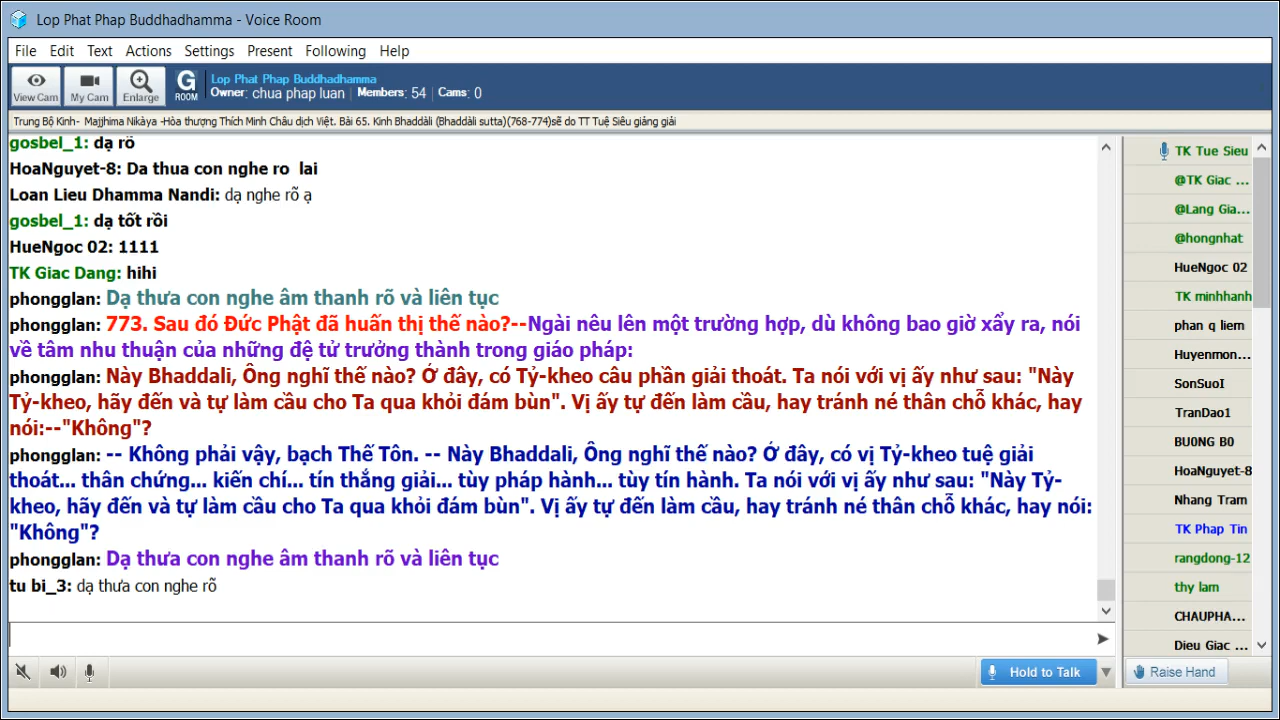 Lop Phat Phap Buddhadhamma - Voice Room
File Edit Text Actions Settings Present Following Help
View Cam My Cam Enlarge G ROOM
Lop Phat Phap Buddhadhamma
Owner: chua phap luan Members: 54 Cams: 0
Trung Bộ Kinh- Majjhima Nikàya -Hòa thượng Thích Minh Châu dịch Việt. Bài 65. Kinh Bhaddàli (Bhaddàli sutta)(768-774)sẽ do TT Tuệ Siêu giảng giải
gosbel_1: dạ rõ
HoaNguyet-8: Da thua con nghe ro lai
Loan Lieu Dhamma Nandi: dạ nghe rõ ạ
gosbel_1: dạ tốt rồi
HueNgoc 02: 1111
TK Giac Dang: hihi
phongglan: Dạ thưa con nghe âm thanh rõ và liên tục
phongglan: 773. Sau đó Đức Phật đã huấn thị thế nào?--Ngài nêu lên một trường hợp, dù không bao giờ xẩy ra, nói
về tâm nhu thuận của những đệ tử trưởng thành trong giáo pháp:
phongglan: Này Bhaddali, Ông nghĩ thế nào? Ở đây, có Tỷ-kheo câu phần giải thoát. Ta nói với vị ấy như sau: "Này
Tỷ-kheo, hãy đến và tự làm cầu cho Ta qua khỏi đám bùn". Vị ấy tự đến làm cầu, hay tránh né thân chỗ khác, hay
nói:--"Không"?
phongglan: -- Không phải vậy, bạch Thế Tôn. -- Này Bhaddali, Ông nghĩ thế nào? Ở đây, có vị Tỷ-kheo tuệ giải
thoát... thân chứng... kiến chí... tín thắng giải... tùy pháp hành... tùy tín hành. Ta nói với vị ấy như sau: "Này Tỷ-
kheo, hãy đến và tự làm cầu cho Ta qua khỏi đám bùn". Vị ấy tự đến làm cầu, hay tránh né thân chỗ khác, hay nói:
"Không"?
phongglan: Dạ thưa con nghe âm thanh rõ và liên tục
tu bi_3: dạ thưa con nghe rõ
TK Tue Sieu
@TK Giac ...
@Lang Gia...
@hongnhat
HueNgoc 02
TK minhhanh
phan q liem
Huyenmon...
SonSuoI
TranDao1
BU0NG B0
HoaNguyet-8
Nhang Tram
TK Phap Tin
rangdong-12
thy lam
CHAUPHA...
Dieu Giac ...
Hold to Talk
Raise Hand